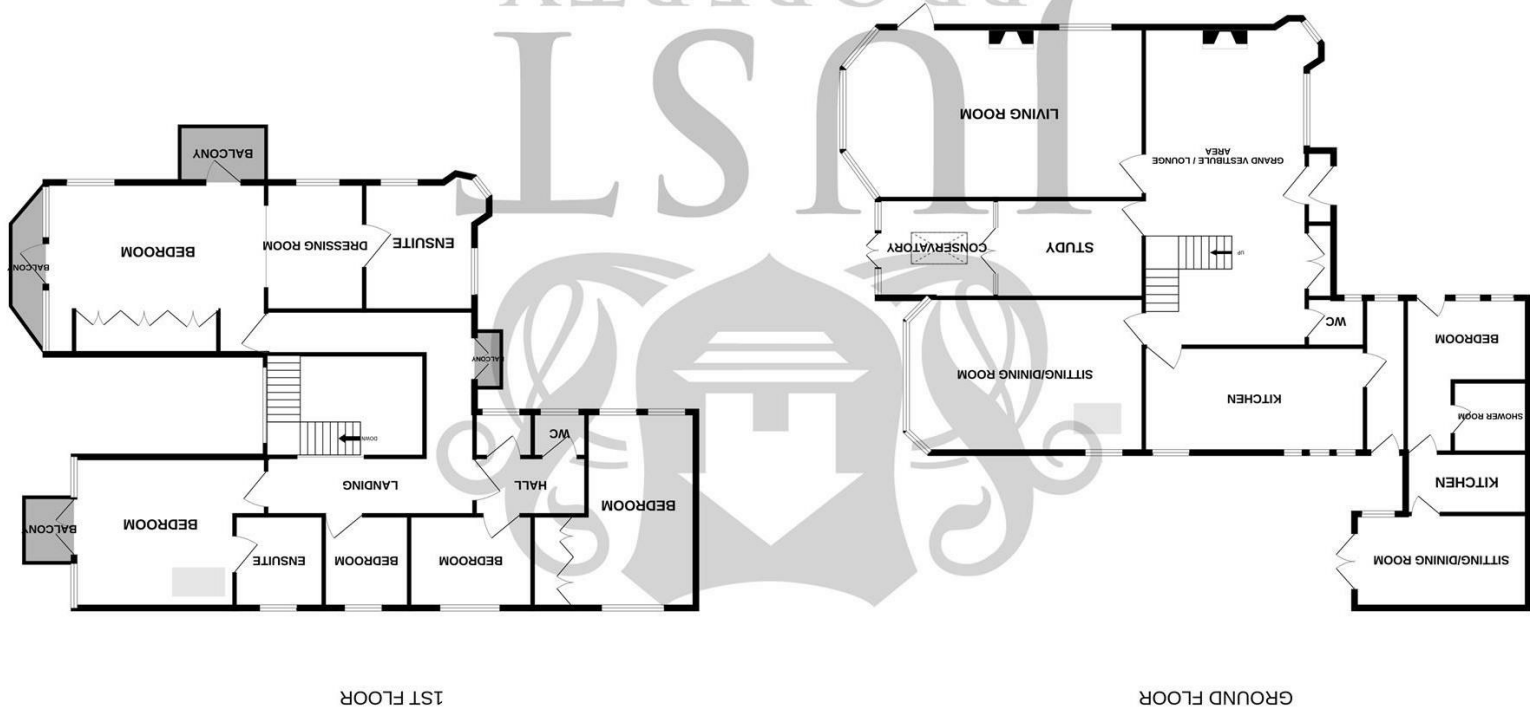 GROUND FLOOR
SITTING/DINING ROOM
KITCHEN
SHOWER ROOM
BEDROOM
KITCHEN
WC
SITTING/DINING ROOM
UP
STUDY
CONSERVATORY
GRAND VESTIBULE / LOUNGE
AREA
LIVING ROOM
1ST FLOOR
BEDROOM
BEDROOM
BEDROOM
ENSUITE
BEDROOM
BALCONY
HALL
LANDING
WC
DOWN
BALCONY
ENSUITE
DRESSING ROOM
BEDROOM
BALCONY
BALCONY
JUST
PROPERTY